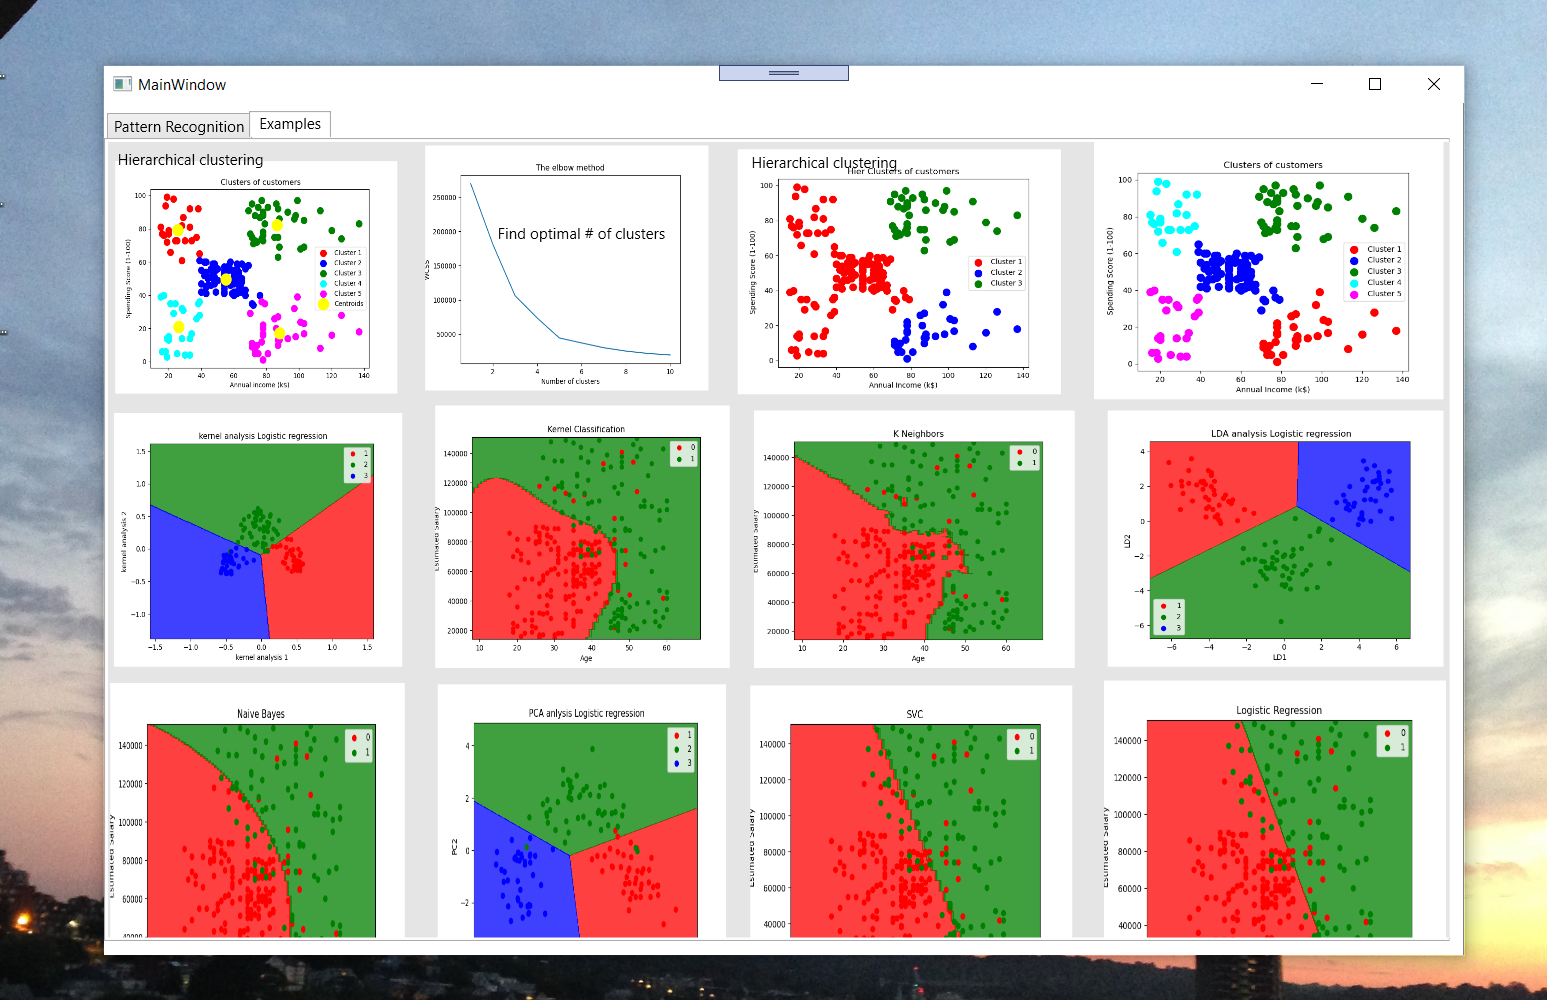 MainWindow
Pattern Recognition
Examples
Hierarchical clustering
Clusters of customers
100
80
60
40
20
0
Spending Score (1-100)
Cluster 1
Cluster 2
Cluster 3
Cluster 4
Cluster 5
Centroids
20 40 60 80 100 120 140
Annual Income (k$)
The elbow method
250000
200000
150000
100000
50000
WCSS
Find optimal # of clusters
2 4 6 8 10
Number of clusters
Hierarchical clustering
Hier Clusters of customers
100
80
60
40
20
0
Spending Score (1-100)
Cluster 1
Cluster 2
Cluster 3
20 40 60 80 100 120 140
Annual Income (k$)
Clusters of customers
100
80
60
40
20
0
Spending Score (1-100)
Cluster 1
Cluster 2
Cluster 3
Cluster 4
Cluster 5
20 40 60 80 100 120 140
Annual Income (k$)
kernel analysis Logistic regression
1.5
1.0
0.5
0.0
−0.5
−1.0
kernel analysis 2
1
2
3
−1.5 −1.0 −0.5 0.0 0.5 1.0 1.5
kernel analysis 1
Kernel Classification
140000
120000
100000
80000
60000
40000
20000
Estimated Salary
0
1
10 20 30 40 50 60
Age
K Neighbors
140000
120000
100000
80000
60000
40000
20000
Estimated Salary
0
1
10 20 30 40 50 60
Age
LDA analysis Logistic regression
4
2
0
−2
−4
−6
LD2
1
2
3
−6 −4 −2 0 2 4 6
LD1
Naive Bayes
140000
120000
100000
80000
60000
40000
Estimated Salary
0
1
PCA anlysis Logistic regression
4
2
0
−2
PC2
1
2
3
SVC
140000
120000
100000
80000
60000
40000
Estimated Salary
0
1
Logistic Regression
140000
120000
100000
80000
60000
40000
Estimated Salary
0
1